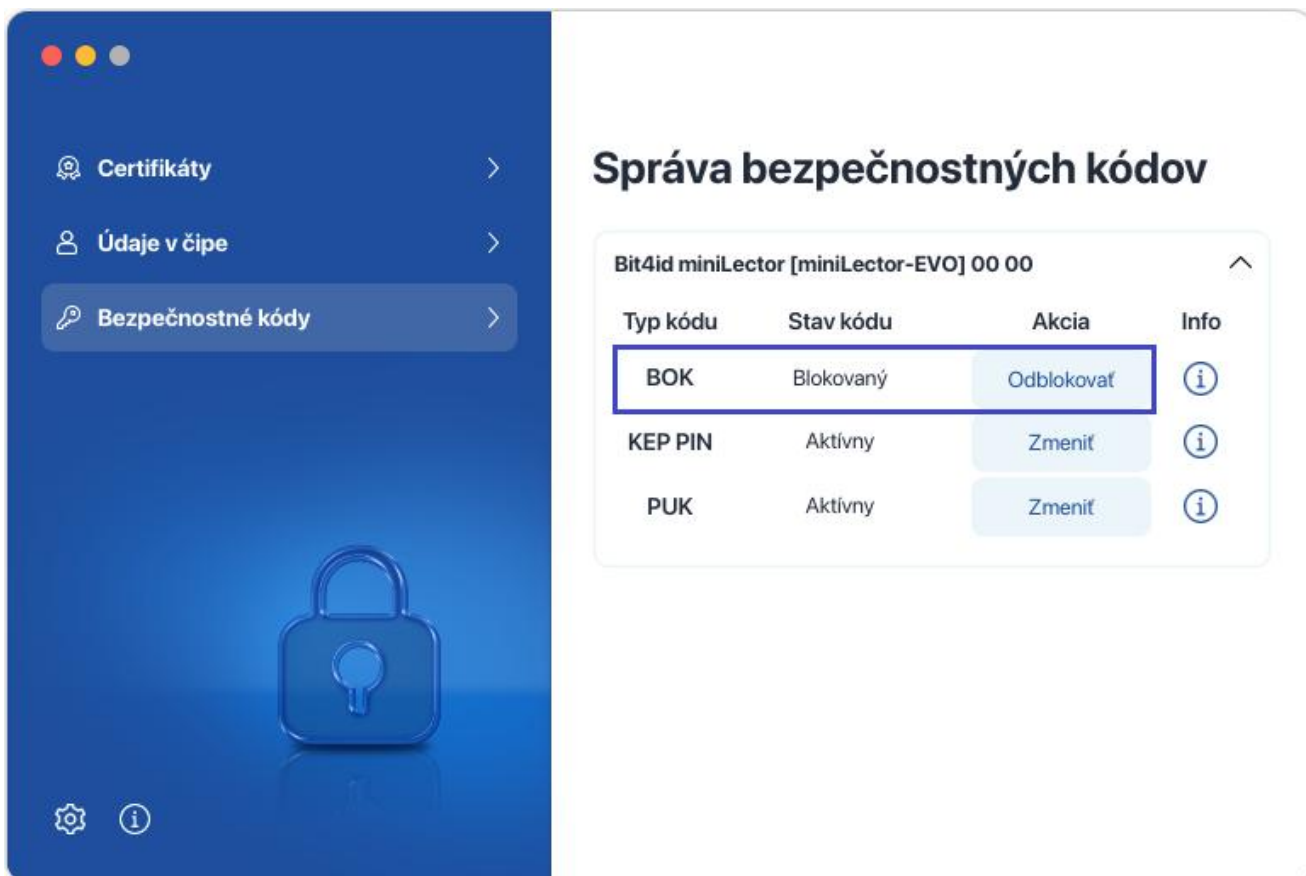 Certifikáty
Údaje v čipe
Bezpečnostné kódy
Správa bezpečnostných kódov
Bit4id miniLector [miniLector-EVO] 00 00
Typ kódu Stav kódu Akcia Info
BOK Blokovaný Odblokovať
KEP PIN Aktívny Zmeniť
PUK Aktívny Zmeniť